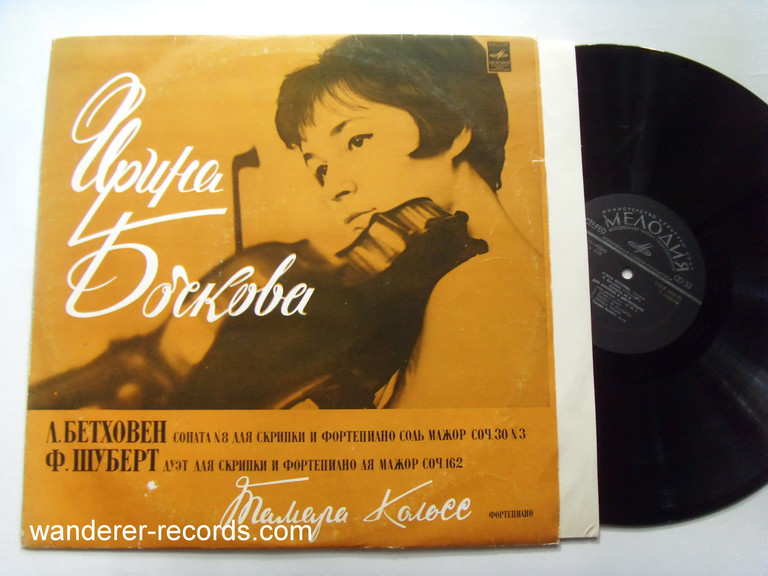 Ирина
Бочкова
Л. БЕТХОВЕН СОНАТА №8 ДЛЯ СКРИПКИ И ФОРТЕПИАНО СОЛЬ МАЖОР СОЧ. 30 №3
Ф. ШУБЕРТ ДУЭТ ДЛЯ СКРИПКИ И ФОРТЕПИАНО ЛЯ МАЖОР СОЧ. 162
Тамара Колосс ФОРТЕПИАНО
wanderer-records.com
МЕЛОДИЯ